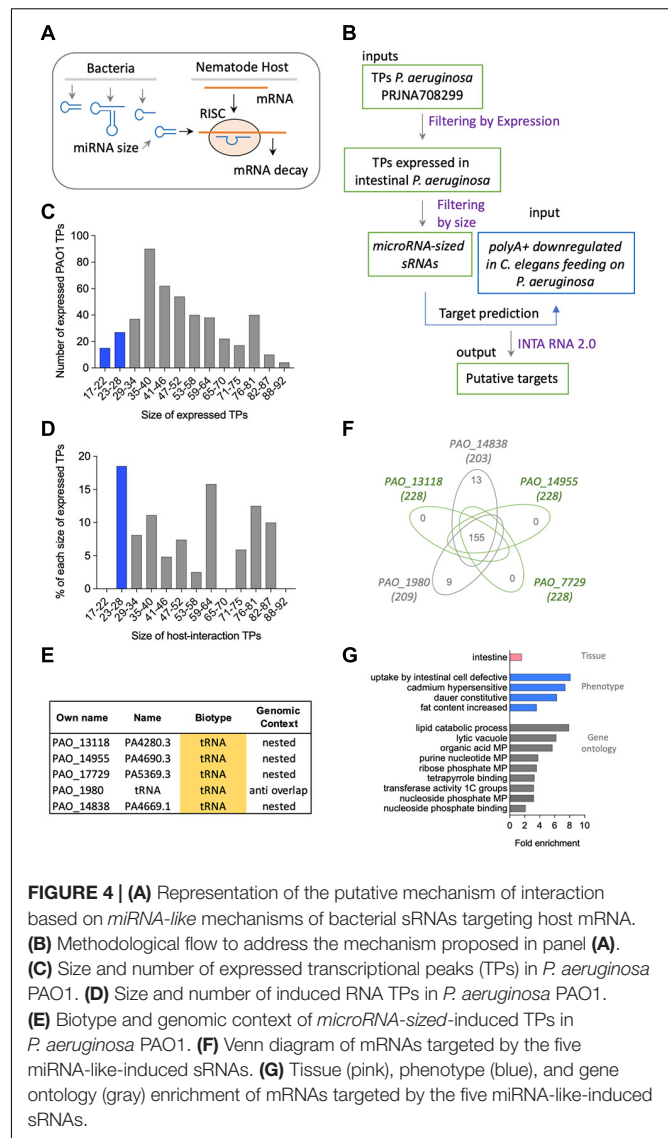 A
Bacteria
Nematode Host
mRNA
RISC
miRNA size
mRNA decay
B
inputs
TPs P. aeruginosa
PRJNA708299
Filtering by Expression
TPs expressed in
intestinal P. aeruginosa
Filtering
by size
input
microRNA-sized
sRNAs
polyA+ downregulated
in C. elegans feeding on
P. aeruginosa
Target prediction
INTA RNA 2.0
output
Putative targets
C
Number of expressed PAO1 TPs
100
80
60
40
20
0
17-22
23-28
29-34
35-40
41-46
47-52
53-58
59-64
65-70
71-75
76-81
82-87
88-92
Size of expressed TPs
D
% of each size of expressed TPs
20
15
10
5
0
17-22
23-28
29-34
35-40
41-46
47-52
53-58
59-64
65-70
71-75
76-81
82-87
88-92
Size of host-interaction TPs
E
Own name Name Biotype Genomic Context
PAO_13118 PA4280.3 tRNA nested
PAO_14955 PA4690.3 tRNA nested
PAO_17729 PA5369.3 tRNA nested
PAO_1980 tRNA tRNA anti overlap
PAO_14838 PA4669.1 tRNA nested
F
PAO_14838
(203)
PAO_13118
(228)
PAO_14955
(228)
13
0
0
155
9
0
PAO_1980
(209)
PAO_7729
(228)
G
intestine
Tissue
uptake by intestinal cell defective
Phenotype
cadmium hypersensitive
dauer constitutive
fat content increased
lipid catabolic process
Gene
ontology
lytic vacuole
organic acid MP
purine nucleotide MP
ribose phosphate MP
tetrapyrrole binding
transferase activity 1C groups
nucleoside phosphate MP
nucleoside phosphate binding
0 2 4 6 8 10
Fold enrichment
FIGURE 4 | (A) Representation of the putative mechanism of interaction
based on miRNA-like mechanisms of bacterial sRNAs targeting host mRNA.
(B) Methodological flow to address the mechanism proposed in panel (A).
(C) Size and number of expressed transcriptional peaks (TPs) in P. aeruginosa
PAO1. (D) Size and number of induced RNA TPs in P. aeruginosa PAO1.
(E) Biotype and genomic context of microRNA-sized-induced TPs in
P. aeruginosa PAO1. (F) Venn diagram of mRNAs targeted by the five
miRNA-like-induced sRNAs. (G) Tissue (pink), phenotype (blue), and gene
ontology (gray) enrichment of mRNAs targeted by the five miRNA-like-induced
sRNAs.